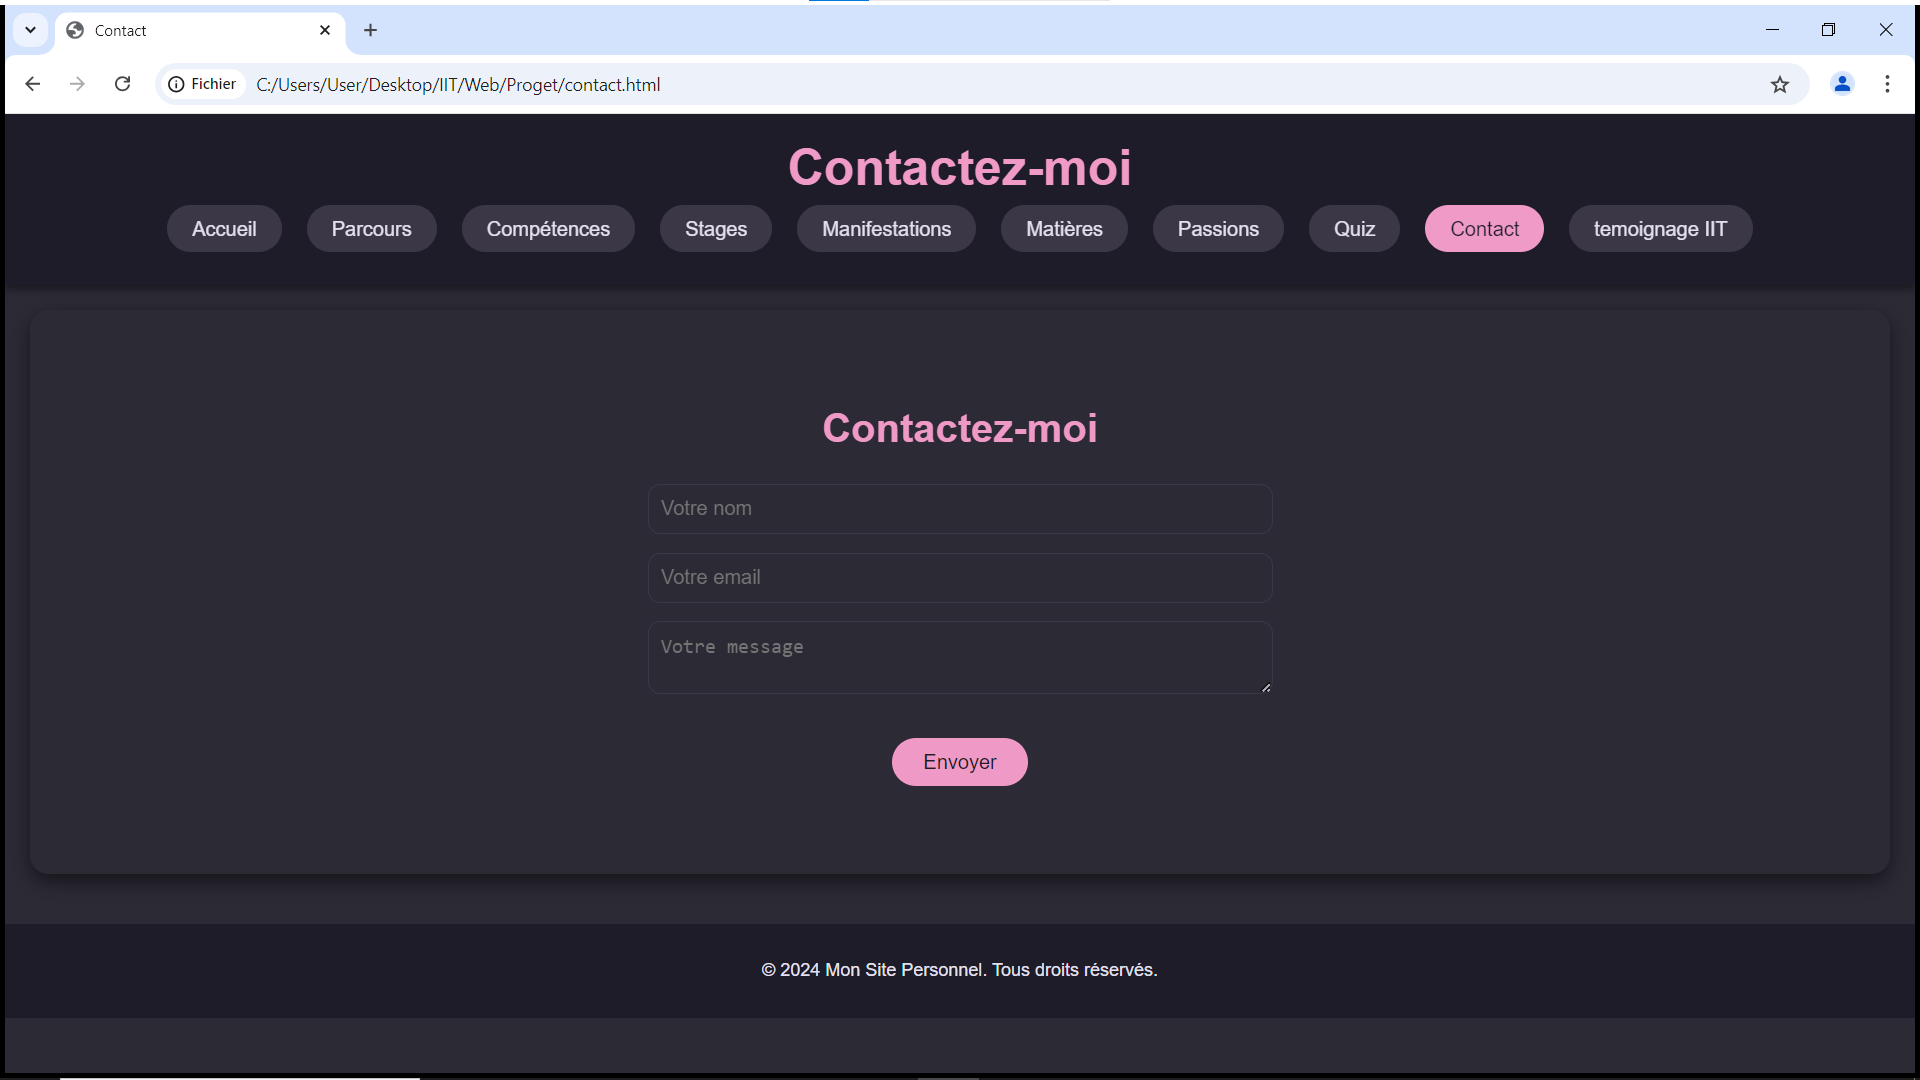 Contact
Fichier C:/Users/User/Desktop/IIT/Web/Proget/contact.html
Contactez-moi
Accueil Parcours Compétences Stages Manifestations Matières Passions Quiz Contact temoignage IIT
Contactez-moi
Votre nom
Votre email
Votre message
Envoyer
© 2024 Mon Site Personnel. Tous droits réservés.